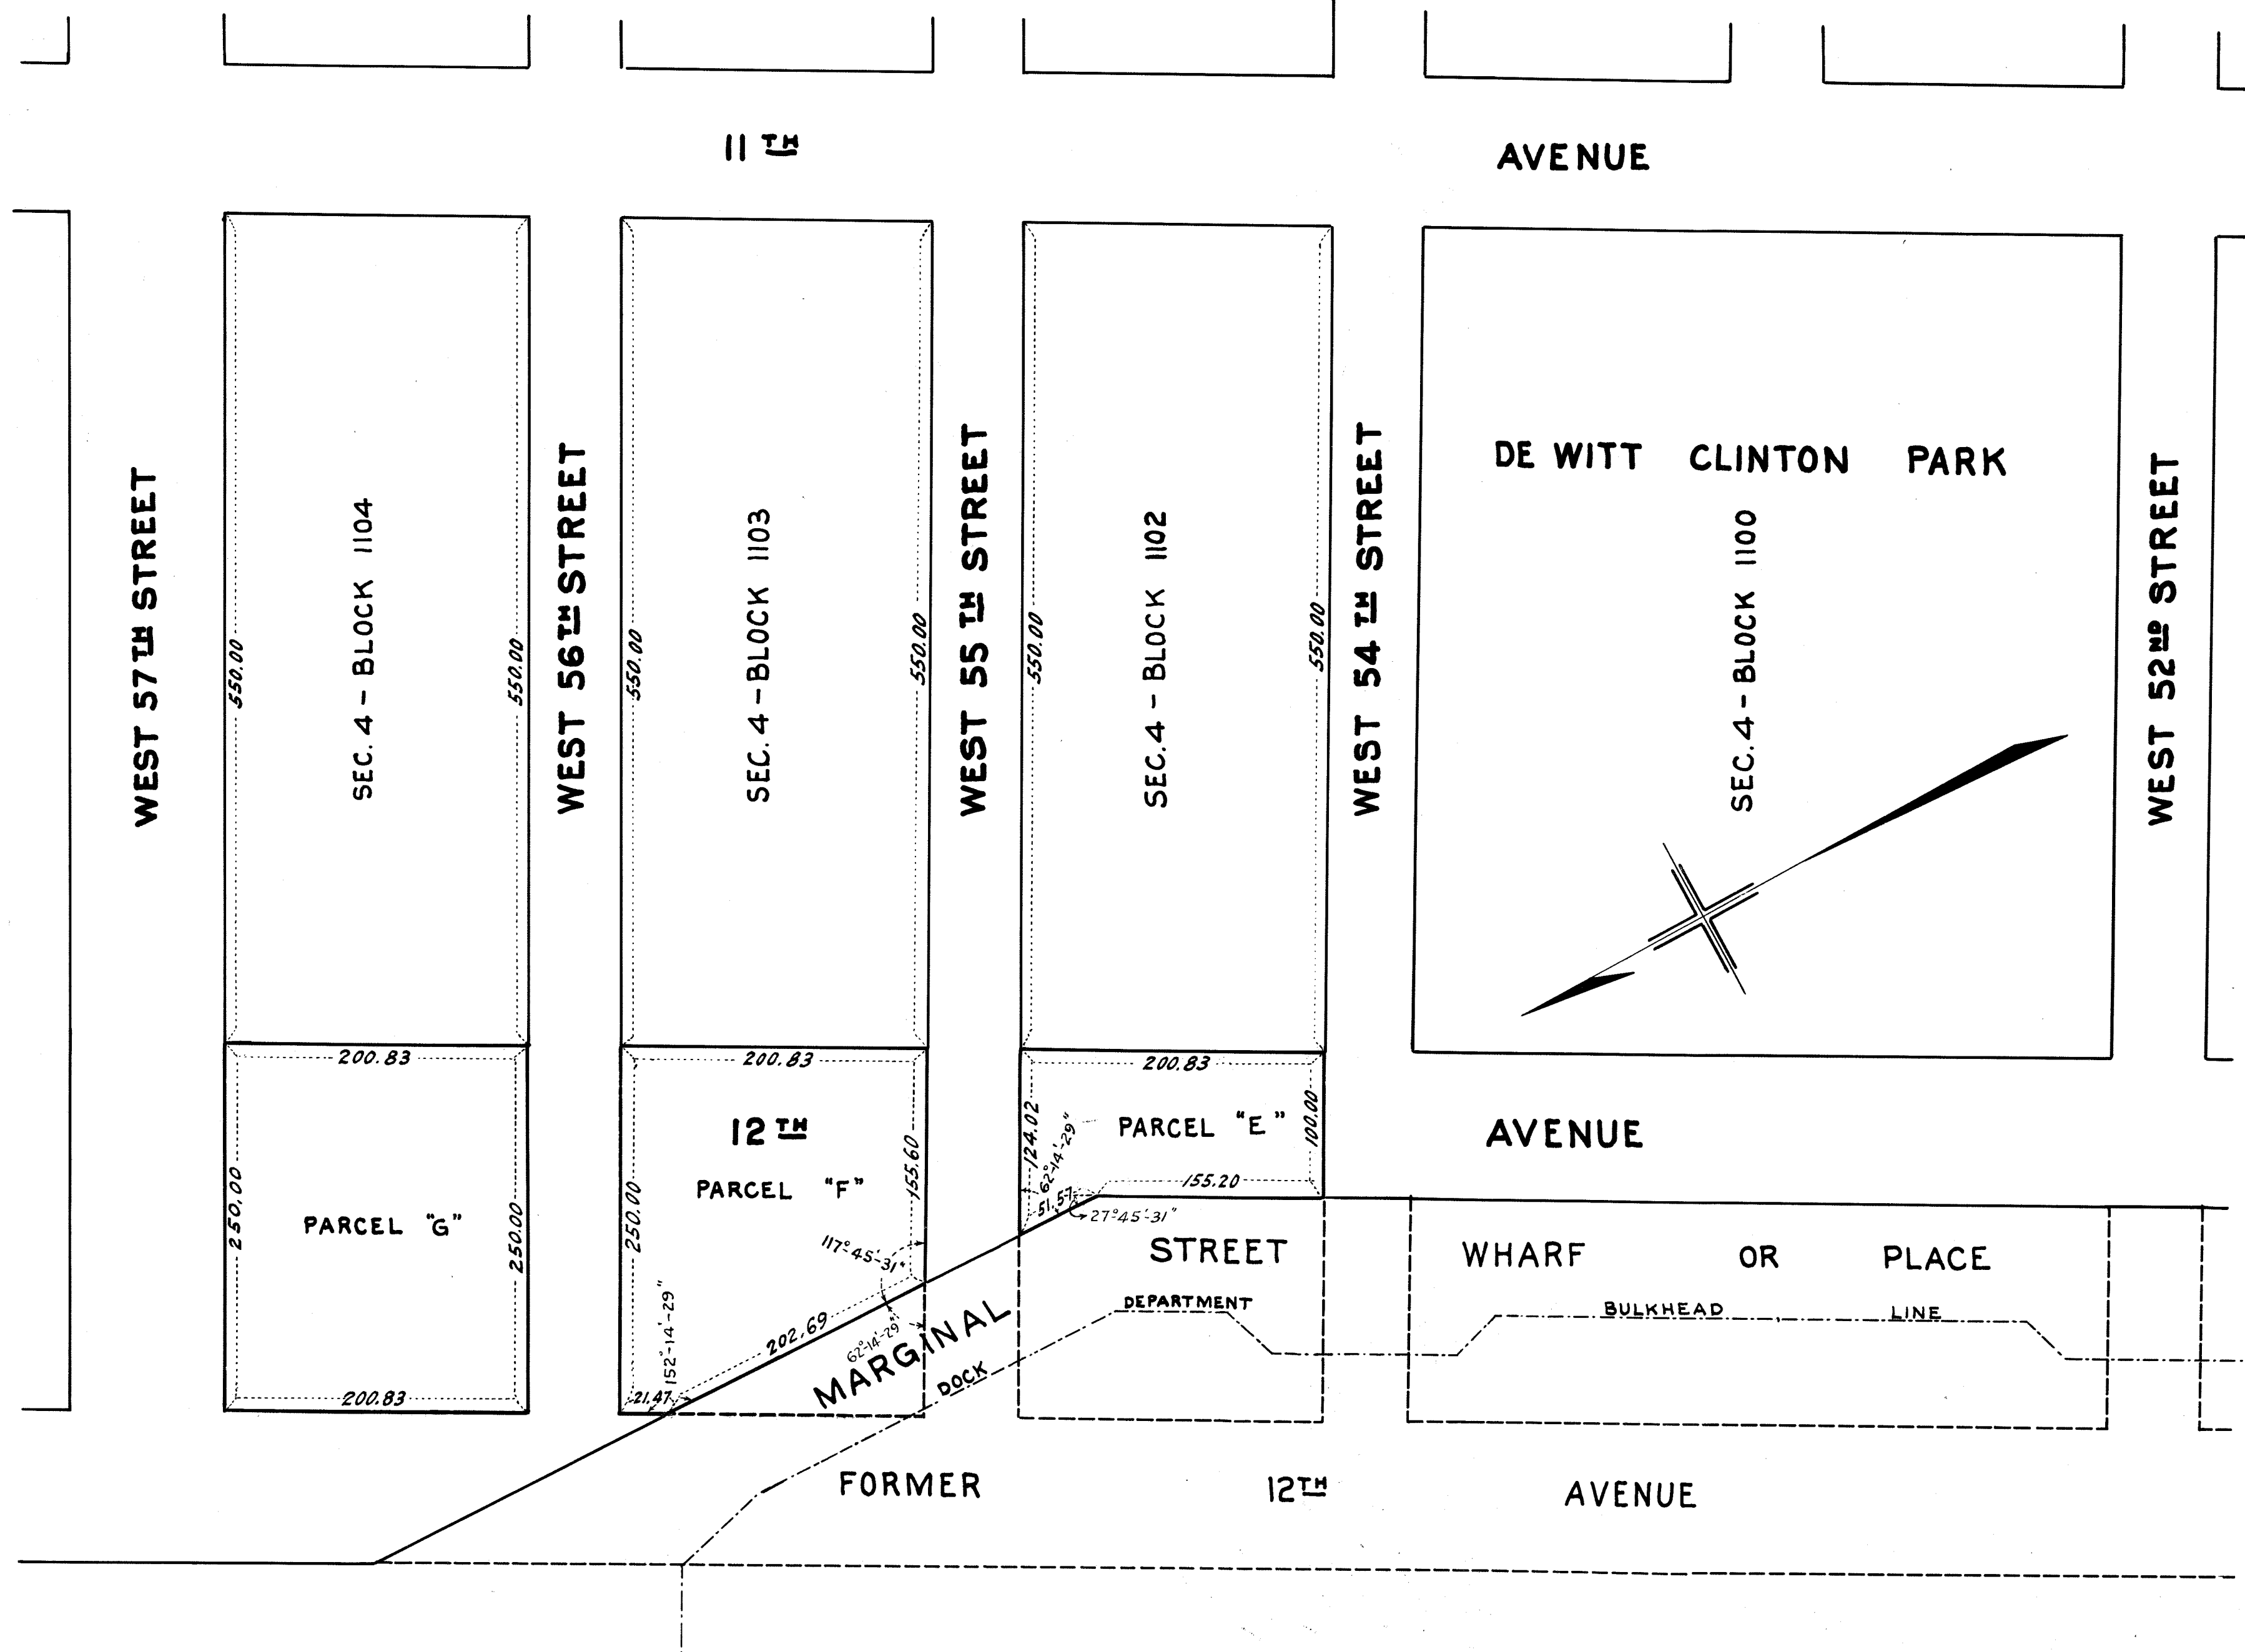 11TH AVENUE
WEST 57TH STREET
550.00
SEC. 4 - BLOCK 1104
550.00
WEST 56TH STREET
550.00
SEC. 4 - BLOCK 1103
550.00
WEST 55TH STREET
550.00
SEC. 4 - BLOCK 1102
550.00
WEST 54TH STREET
DE WITT CLINTON PARK
SEC. 4 - BLOCK 1100
WEST 52ND STREET
200.83
250.00
PARCEL "G"
250.00
200.83
200.83
12TH AVENUE
PARCEL "F"
250.00
155.60
117°45'-31"
62°14'-29"
202.69
152°-14'-29"
21.47
200.83
124.02
62°-14'-29"
PARCEL "E"
100.00
155.20
51.57
27°45'-31"
MARGINAL STREET WHARF OR PLACE
DOCK DEPARTMENT BULKHEAD LINE
FORMER 12TH AVENUE